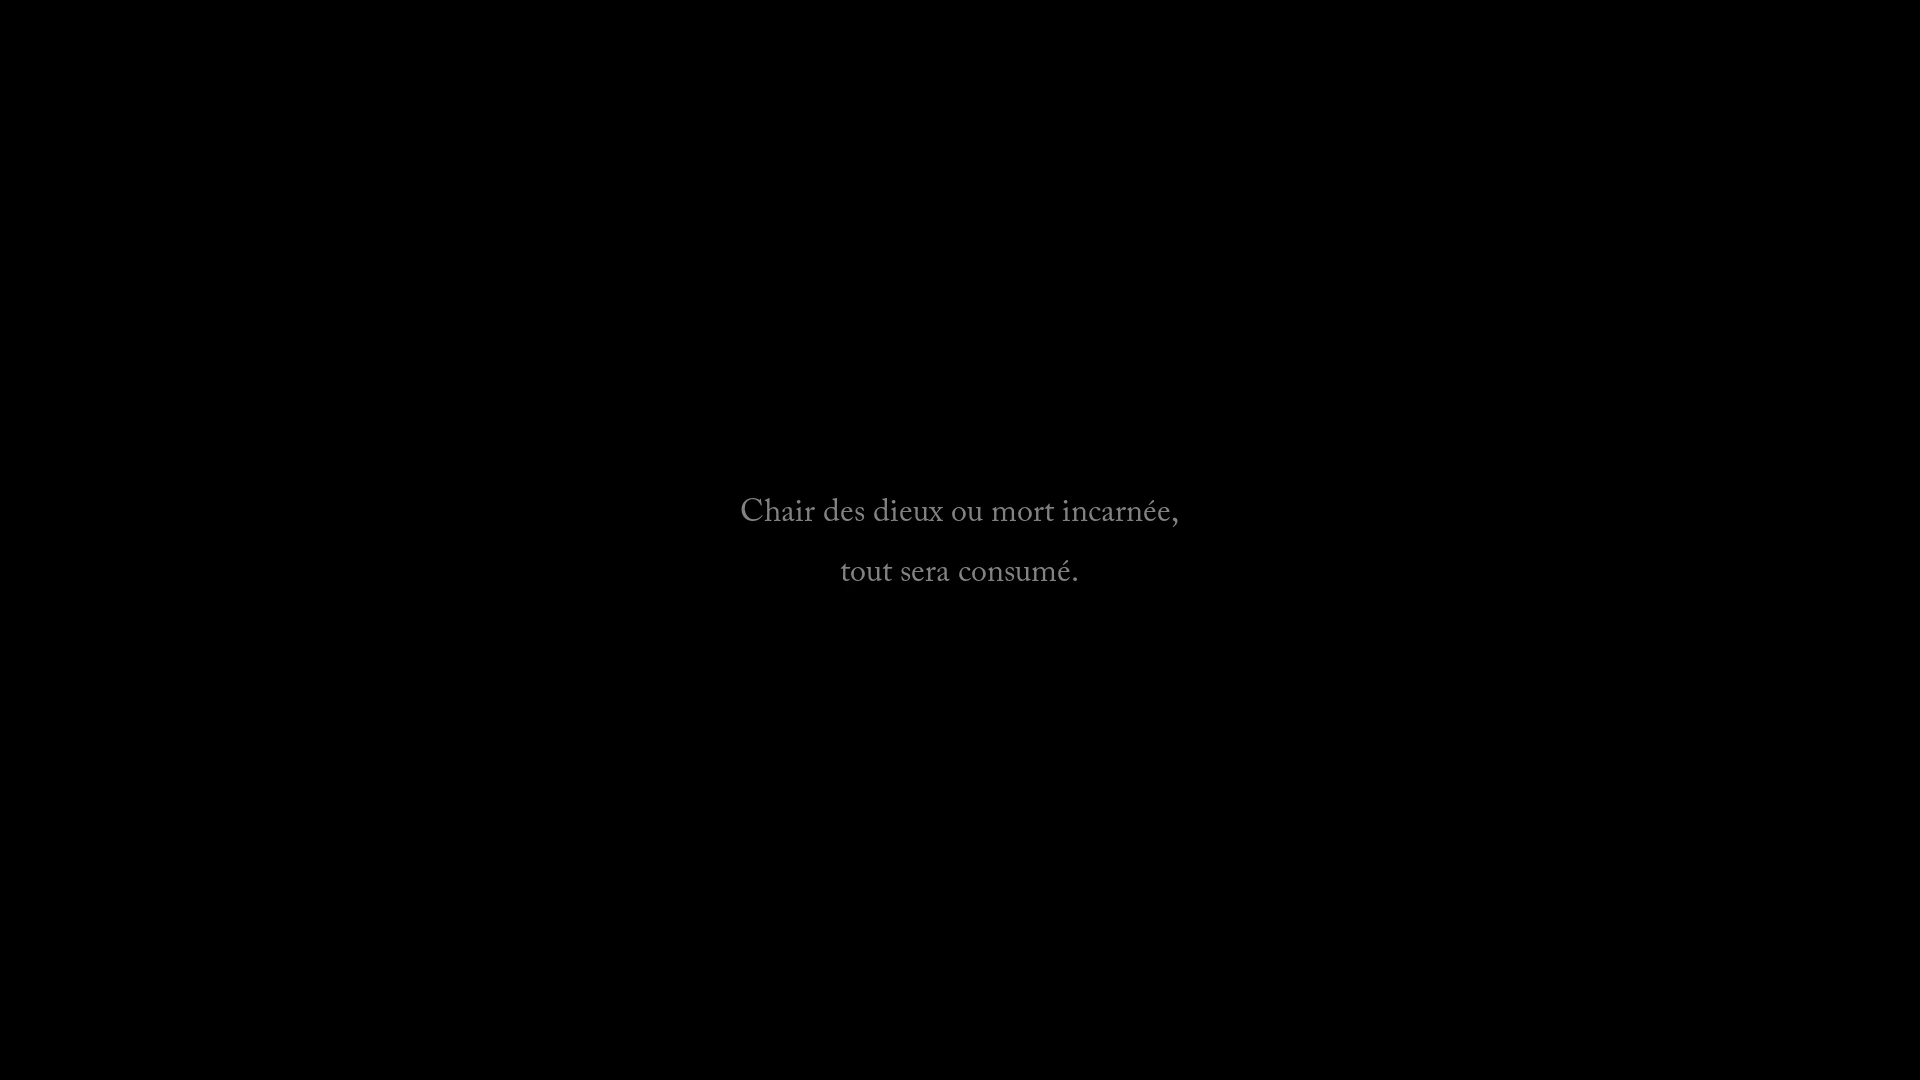 Chair des dieux ou mort incarnée,
tout sera consumé.